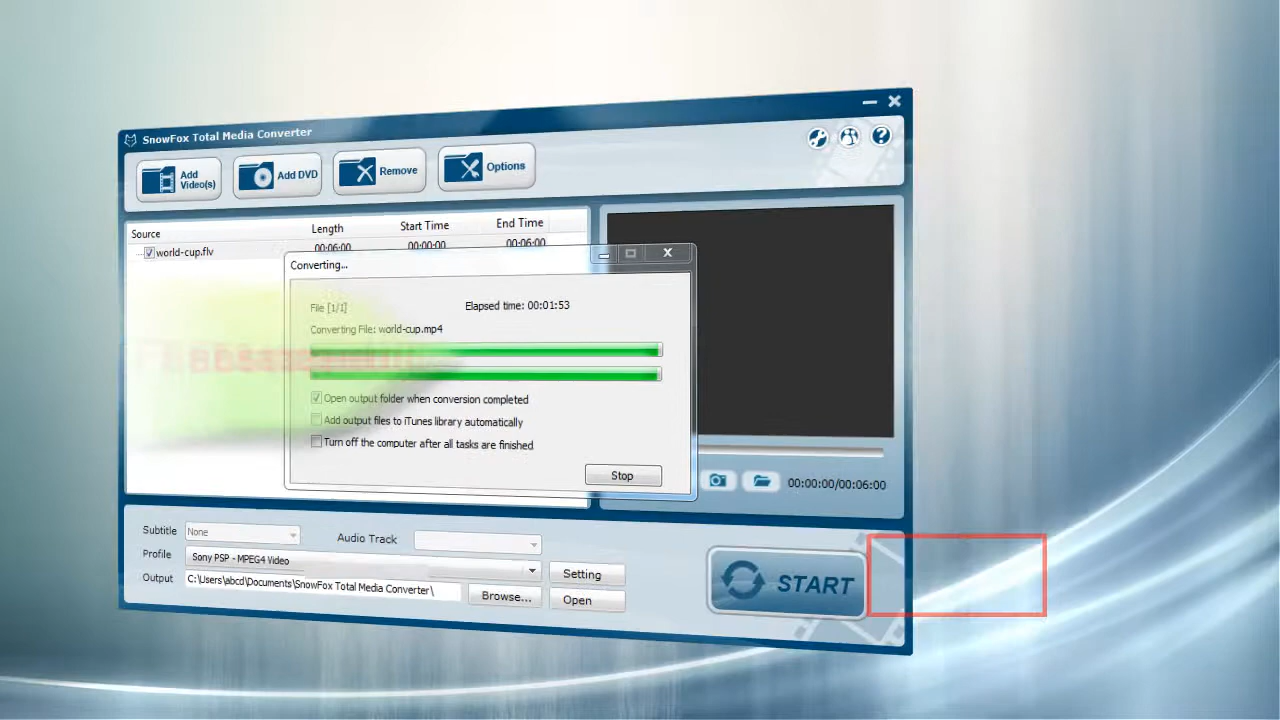 SnowFox Total Media Converter
Add Video(s)
Add DVD
Remove
Options
Source Length Start Time End Time
world-cup.flv 00:06:00 00:00:00 00:06:00
Converting...
File [1/1] Elapsed time: 00:01:53
Converting File: world-cup.mp4
Open output folder when conversion completed
Add output files to iTunes library automatically
Turn off the computer after all tasks are finished
Stop
00:00:00/00:06:00
Subtitle None Audio Track
Profile Sony PSP - MPEG4 Video Setting
Output C:\Users\abcd\Documents\SnowFox Total Media Converter\ Browse... Open
START